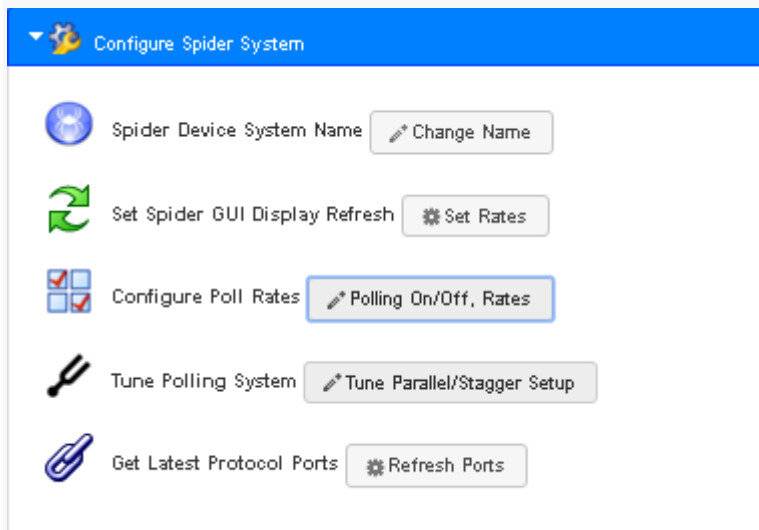 Configure Spider System
Spider Device System Name Change Name
Set Spider GUI Display Refresh Set Rates
Configure Poll Rates Polling On/Off, Rates
Tune Polling System Tune Parallel/Stagger Setup
Get Latest Protocol Ports Refresh Ports